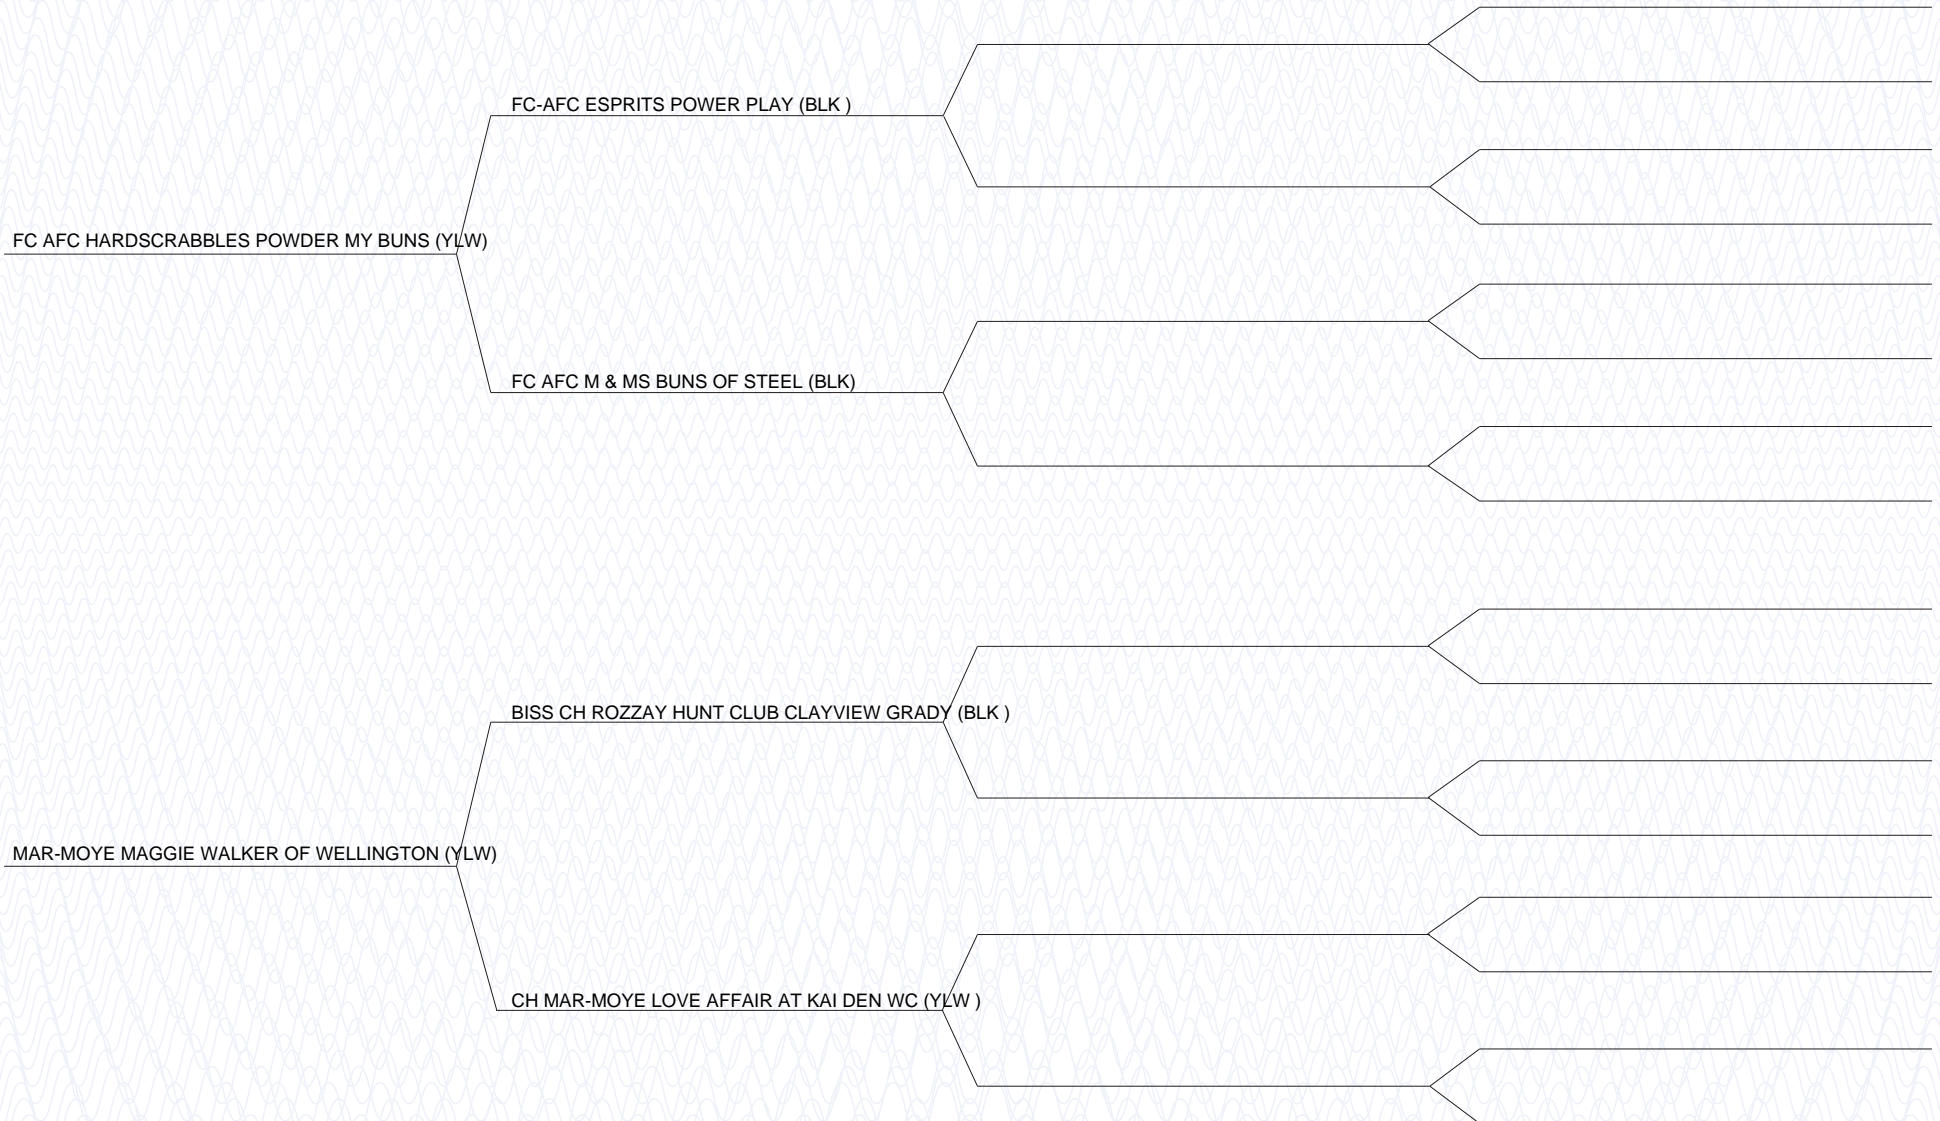 FC-AFC ESPRITS POWER PLAY (BLK )
FC AFC HARDSCRABBLES POWDER MY BUNS (YLW)
FC AFC M & MS BUNS OF STEEL (BLK)
BISS CH ROZZAY HUNT CLUB CLAYVIEW GRADY (BLK )
MAR-MOYE MAGGIE WALKER OF WELLINGTON (YLW)
CH MAR-MOYE LOVE AFFAIR AT KAI DEN WC (YLW )